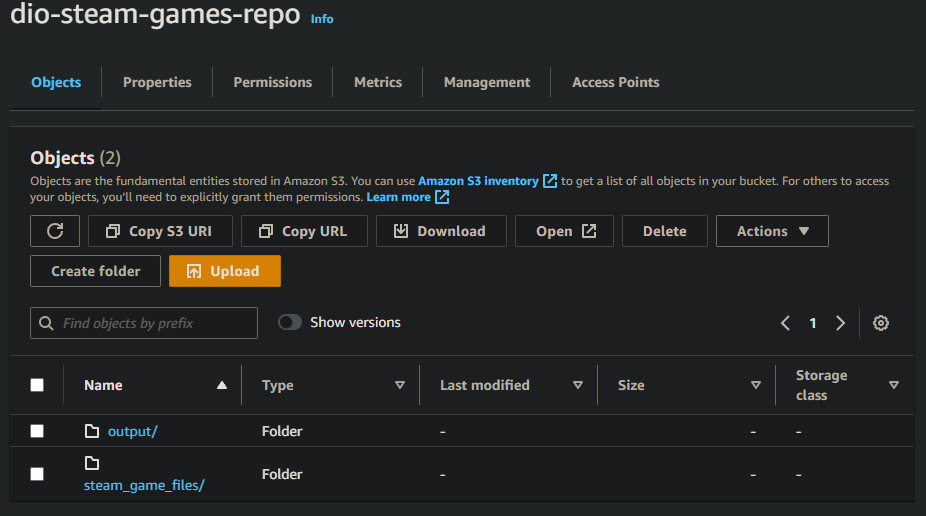 dio-steam-games-repo Info
Objects Properties Permissions Metrics Management Access Points
Objects (2)
Objects are the fundamental entities stored in Amazon S3. You can use Amazon S3 inventory to get a list of all objects in your bucket. For others to access
your objects, you'll need to explicitly grant them permissions. Learn more
Copy S3 URI Copy URL Download Open Delete Actions
Create folder Upload
Find objects by prefix Show versions 1
Name Type Last modified Size Storage
class
output/ Folder - - -
steam_game_files/ Folder - - -